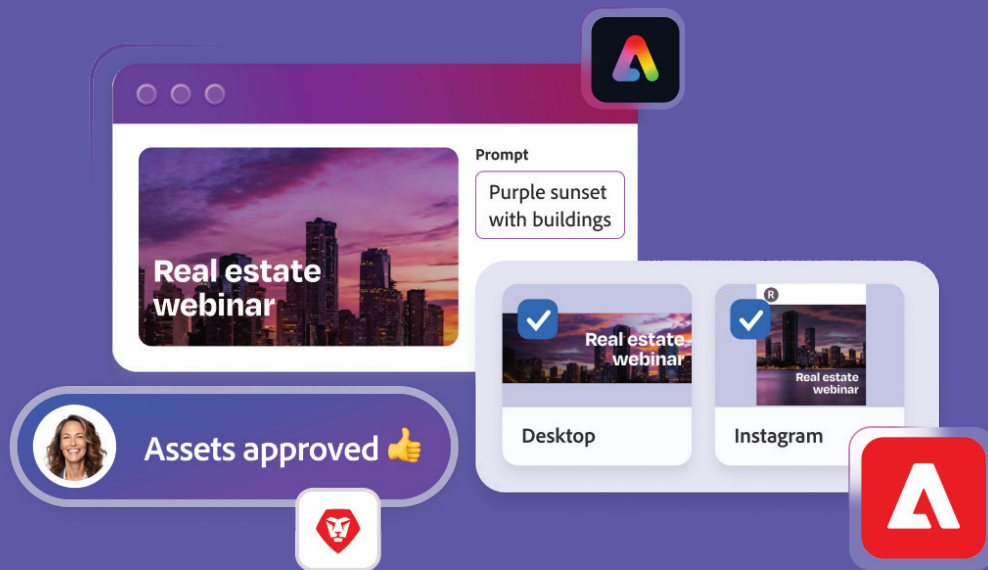 Prompt
Purple sunset
with buildings
Real estate
webinar
Real estate
webinar
R
Real estate
webinar
Desktop
Instagram
Assets approved 👍